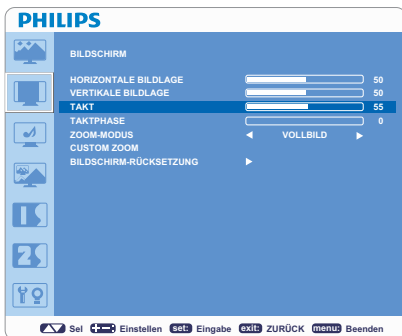 PHILIPS
BILDSCHIRM
HORIZONTALE BILDLAGE 50
VERTIKALE BILDLAGE 50
TAKT 55
TAKTPHASE 0
ZOOM-MODUS VOLLBILD
CUSTOM ZOOM
BILDSCHIRM-RÜCKSETZUNG
Sel Einstellen set: Eingabe exit: ZURÜCK menu: Beenden